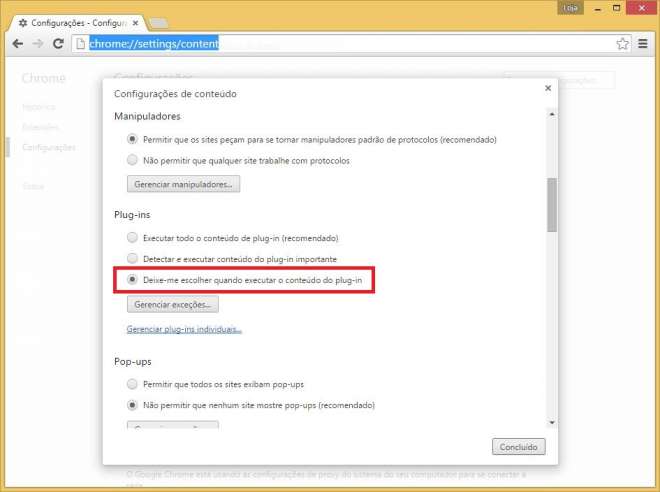 Loja
Configurações - Configura
chrome://settings/content
Chrome
Configurações
Histórico
Extensões
Configurações
Sobre
Configurações de conteúdo
Manipuladores
Permitir que os sites peçam para se tornar manipuladores padrão de protocolos (recomendado)
Não permitir que qualquer site trabalhe com protocolos
Gerenciar manipuladores...
Plug-ins
Executar todo o conteúdo de plug-in (recomendado)
Detectar e executar conteúdo do plug-in importante
Deixe-me escolher quando executar o conteúdo do plug-in
Gerenciar exceções...
Gerenciar plug-ins individuais...
Pop-ups
Permitir que todos os sites exibam pop-ups
Não permitir que nenhum site mostre pop-ups (recomendado)
Concluído
O Google Chrome está usando as configurações de proxy do sistema do seu computador para se conectar à